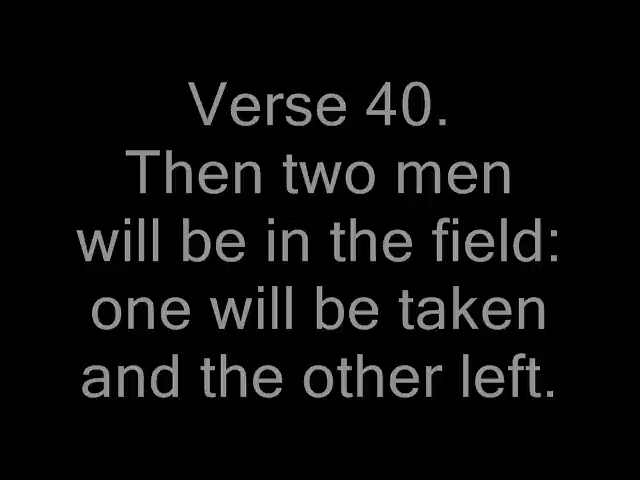 Verse 40.
Then two men
will be in the field:
one will be taken
and the other left.